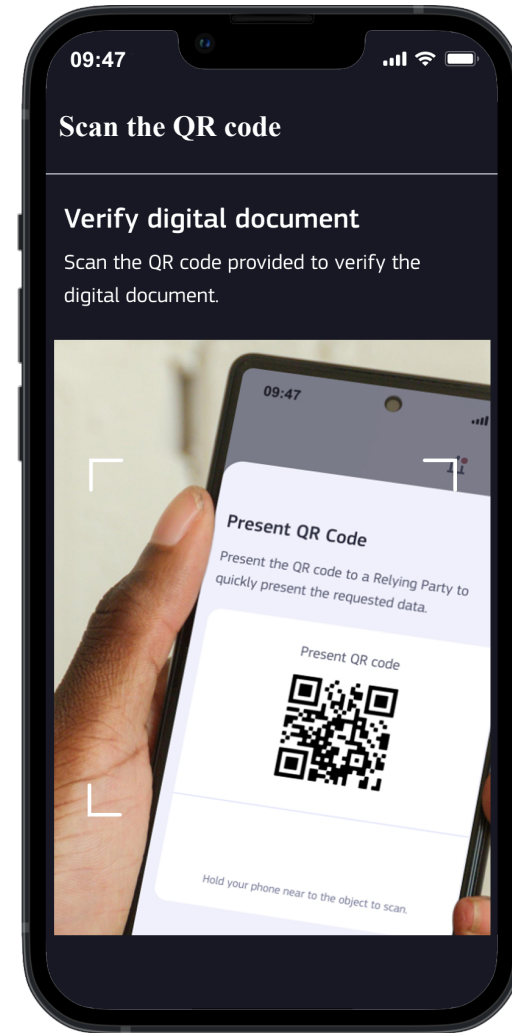 09:47
Scan the QR code
Verify digital document
Scan the QR code provided to verify the
digital document.
09:47
Present QR Code
Present the QR code to a Relying Party to
quickly present the requested data.
Present QR code
Hold your phone near to the object to scan.